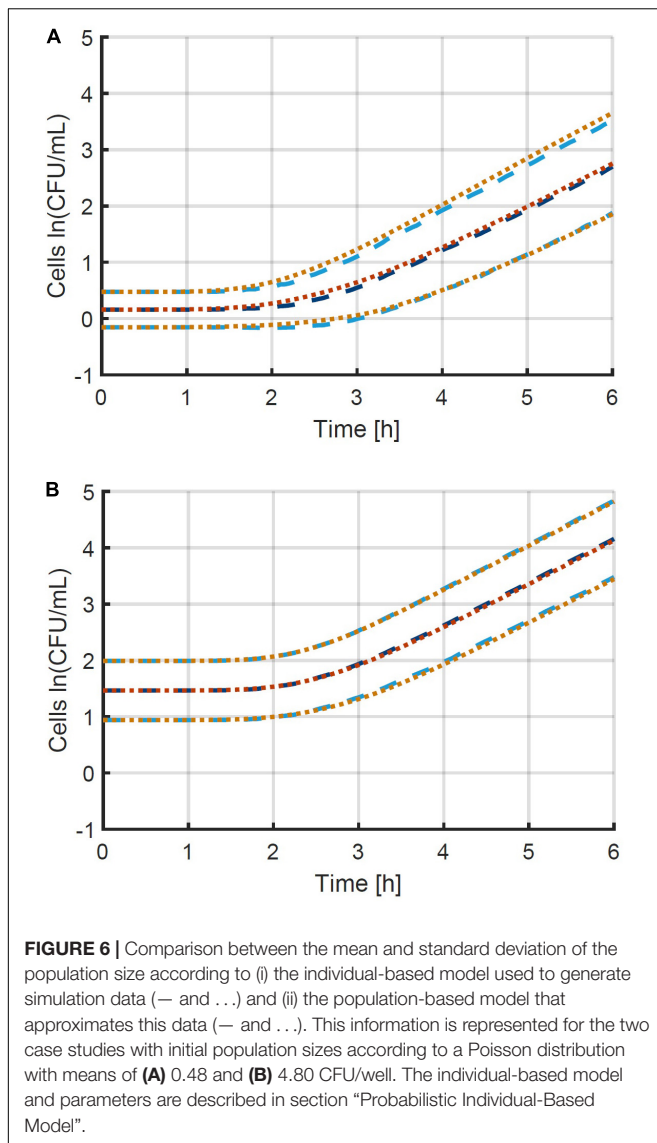 A
5
4
3
2
1
0
-1
Cells ln(CFU/mL)
0 1 2 3 4 5 6
Time [h]
B
5
4
3
2
1
0
-1
Cells ln(CFU/mL)
0 1 2 3 4 5 6
Time [h]
FIGURE 6 | Comparison between the mean and standard deviation of the
population size according to (i) the individual-based model used to generate
simulation data (— and . . .) and (ii) the population-based model that
approximates this data (— and . . .). This information is represented for the two
case studies with initial population sizes according to a Poisson distribution
with means of (A) 0.48 and (B) 4.80 CFU/well. The individual-based model
and parameters are described in section “Probabilistic Individual-Based
Model”.